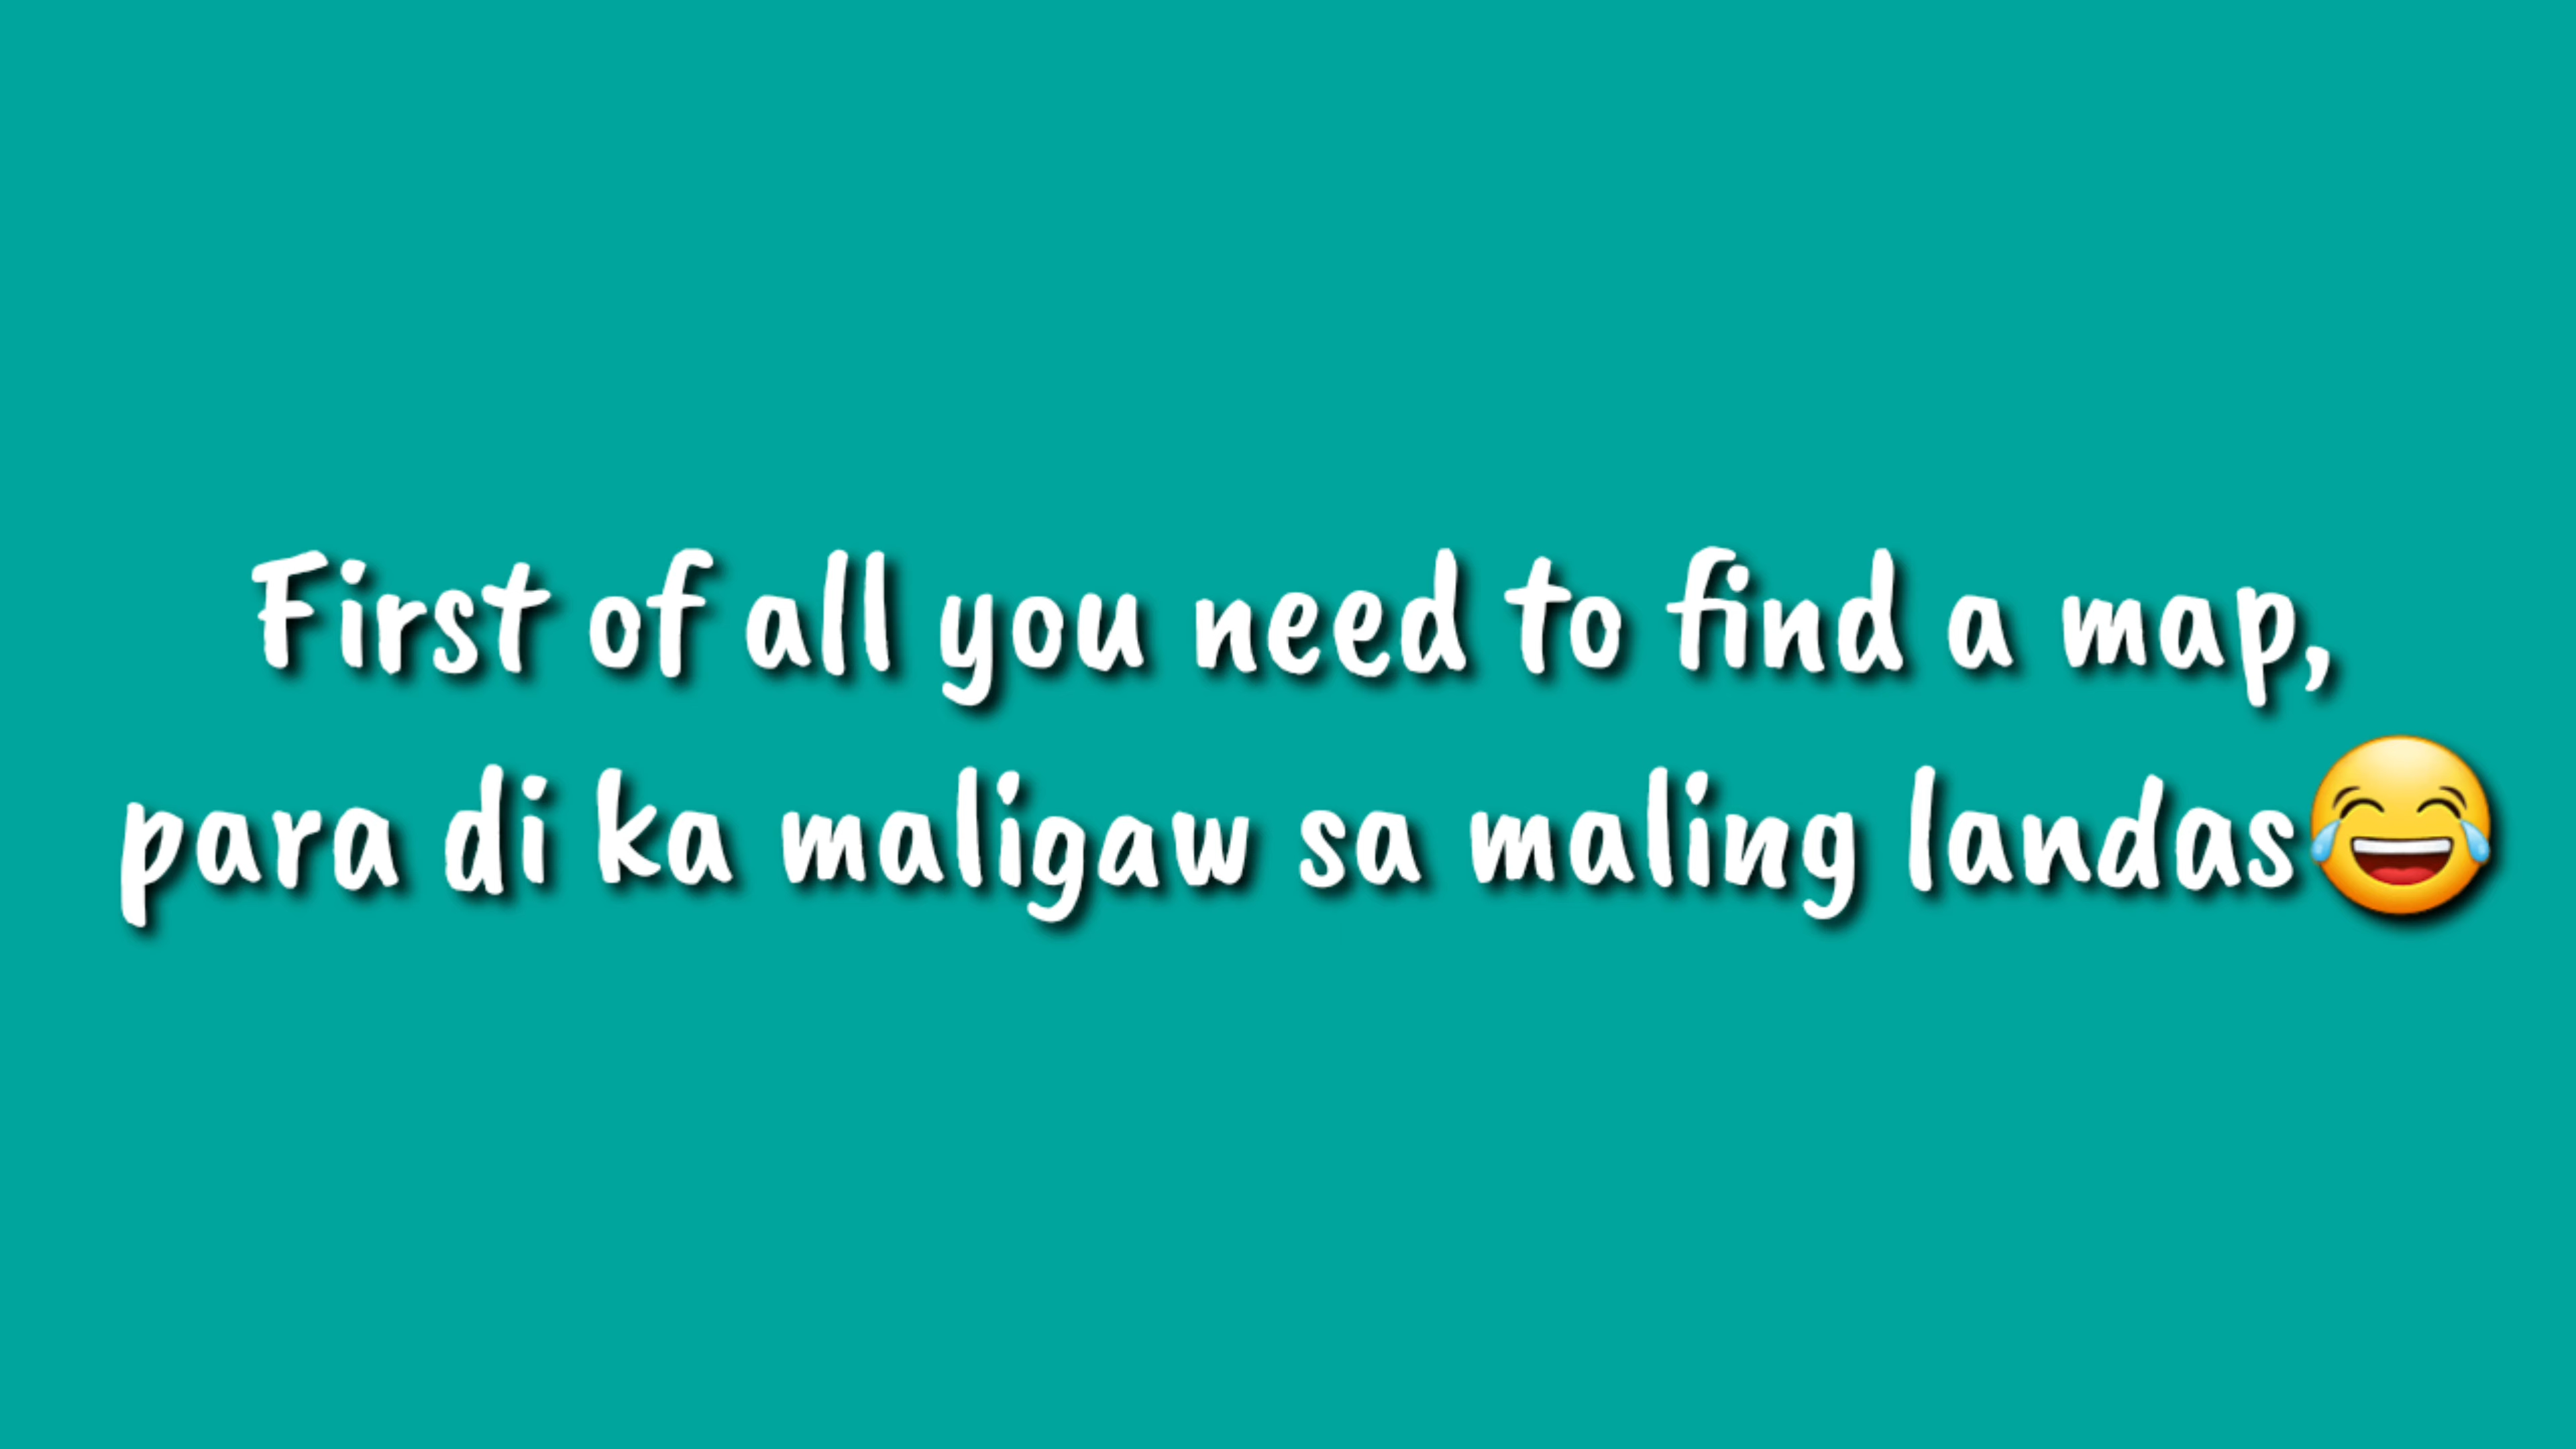 First of all you need to find a map,
para di ka maligaw sa maling landas😂